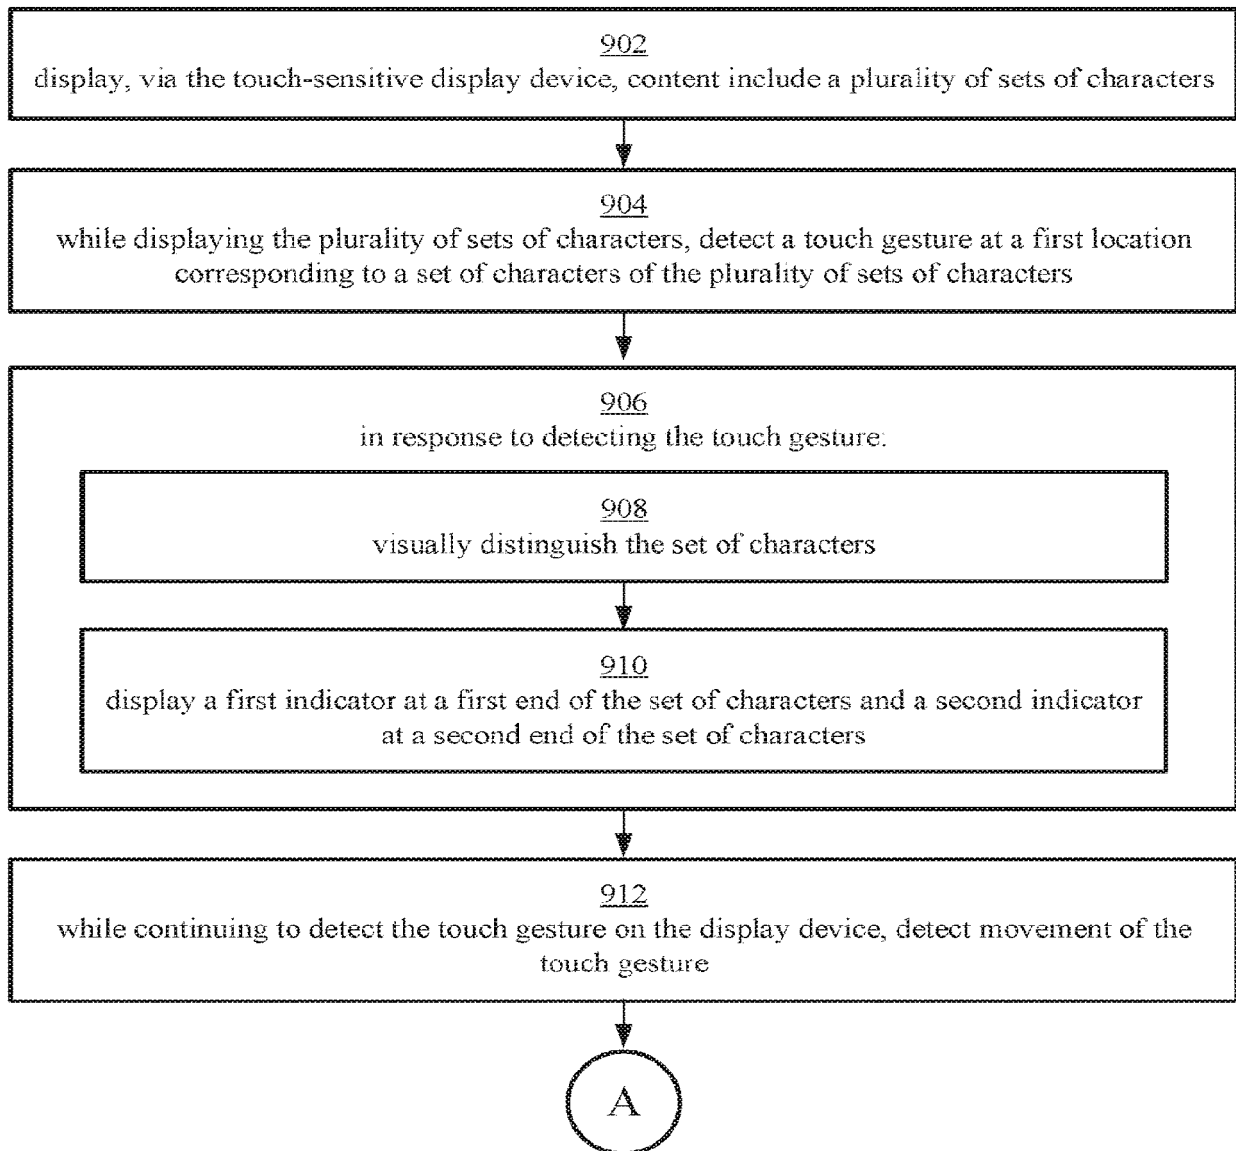 902
display, via the touch-sensitive display device, content include a plurality of sets of characters
904
while displaying the plurality of sets of characters, detect a touch gesture at a first location
corresponding to a set of characters of the plurality of sets of characters
906
in response to detecting the touch gesture:
908
visually distinguish the set of characters
910
display a first indicator at a first end of the set of characters and a second indicator
at a second end of the set of characters
912
while continuing to detect the touch gesture on the display device, detect movement of the
touch gesture
A